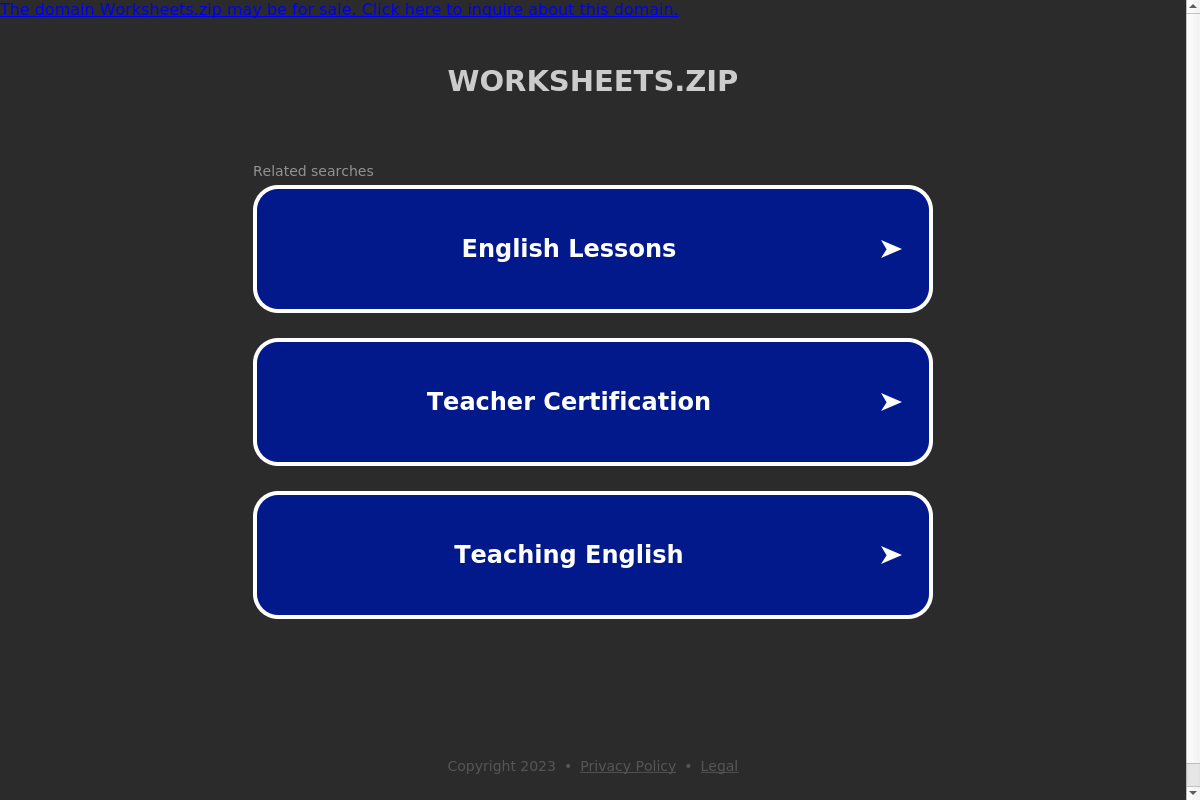 The domain Worksheets.zip may be for sale. Click here to inquire about this domain.
WORKSHEETS.ZIP
Related searches
English Lessons
Teacher Certification
Teaching English
Copyright 2023 • Privacy Policy • Legal